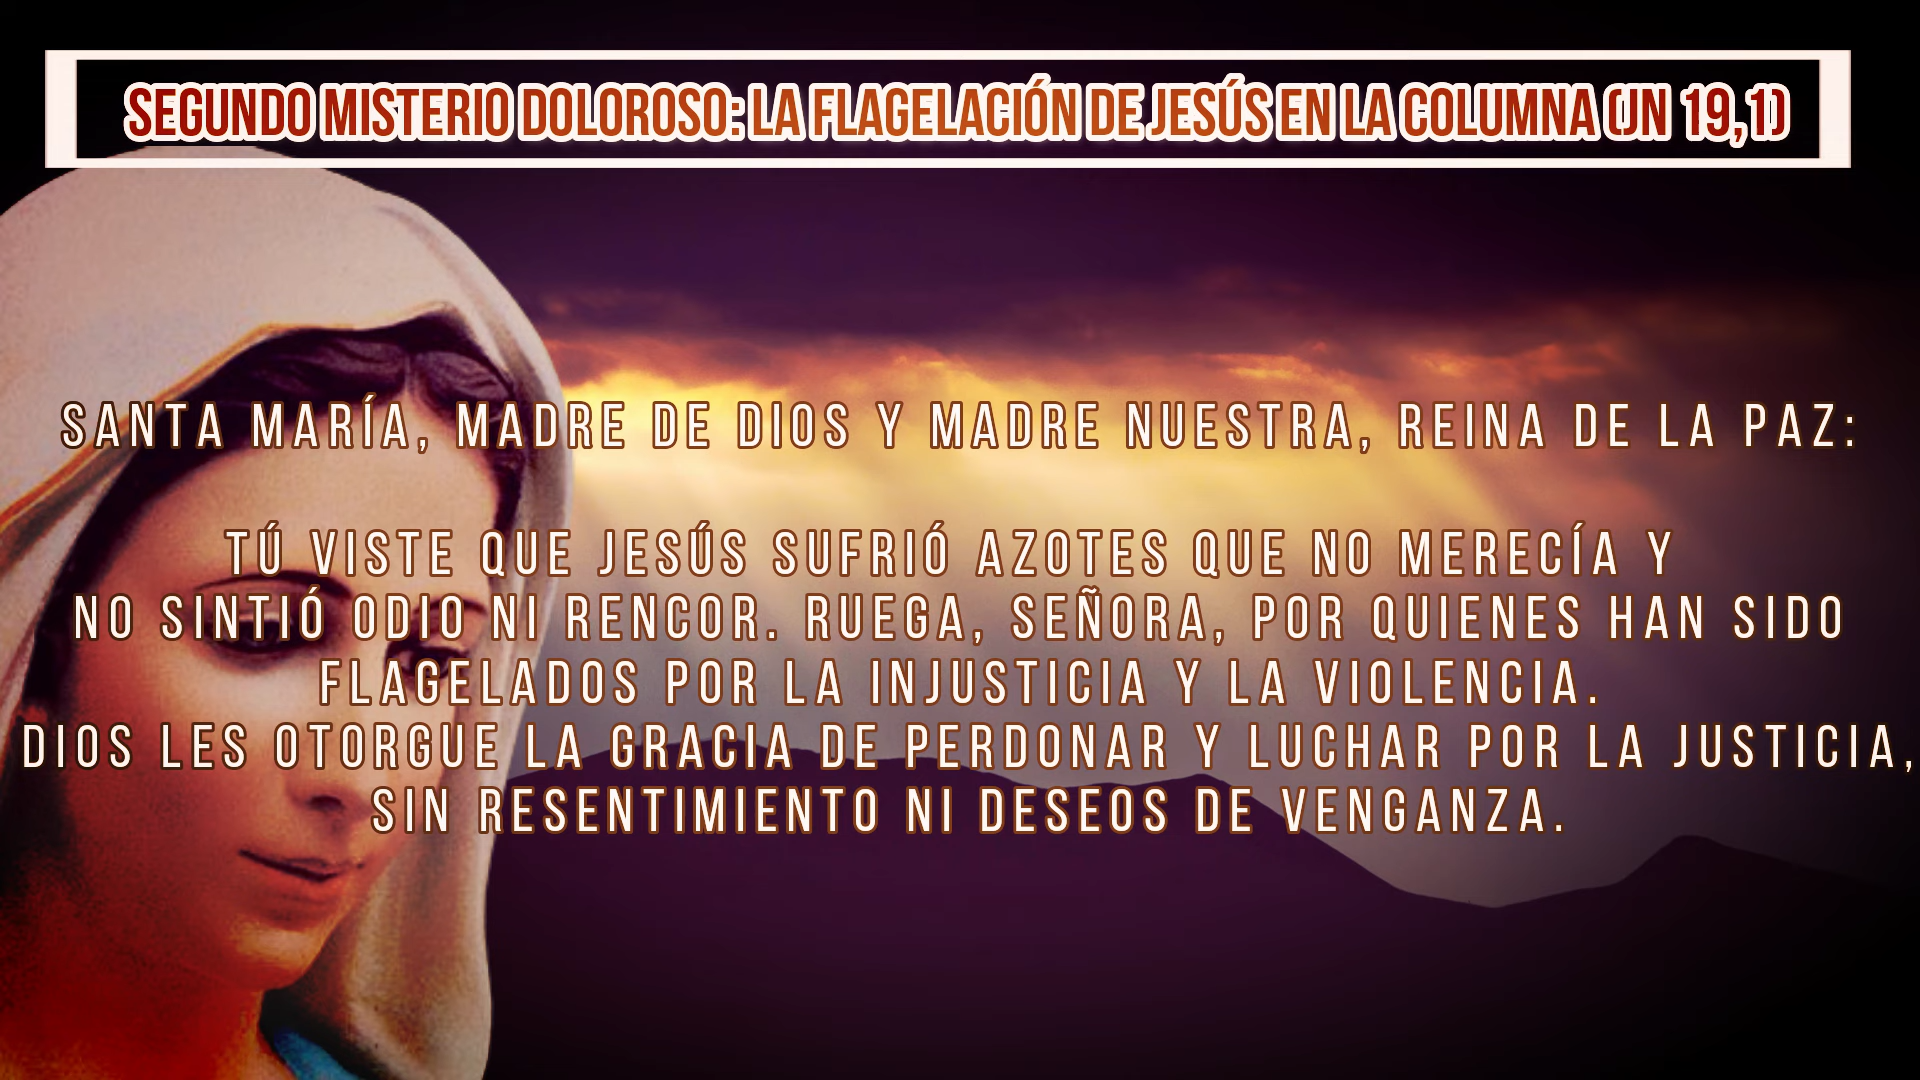 SEGUNDO MISTERIO DOLOROSO: LA FLAGELACIÓN DE JESÚS EN LA COLUMNA (JN 19,1)
SANTA MARÍA, MADRE DE DIOS Y MADRE NUESTRA, REINA DE LA PAZ:
TÚ VISTE QUE JESÚS SUFRIÓ AZOTES QUE NO MERECÍA Y
NO SINTIÓ ODIO NI RENCOR. RUEGA, SEÑORA, POR QUIENES HAN SIDO
FLAGELADOS POR LA INJUSTICIA Y LA VIOLENCIA.
DIOS LES OTORGUE LA GRACIA DE PERDONAR Y LUCHAR POR LA JUSTICIA,
SIN RESENTIMIENTO NI DESEOS DE VENGANZA.